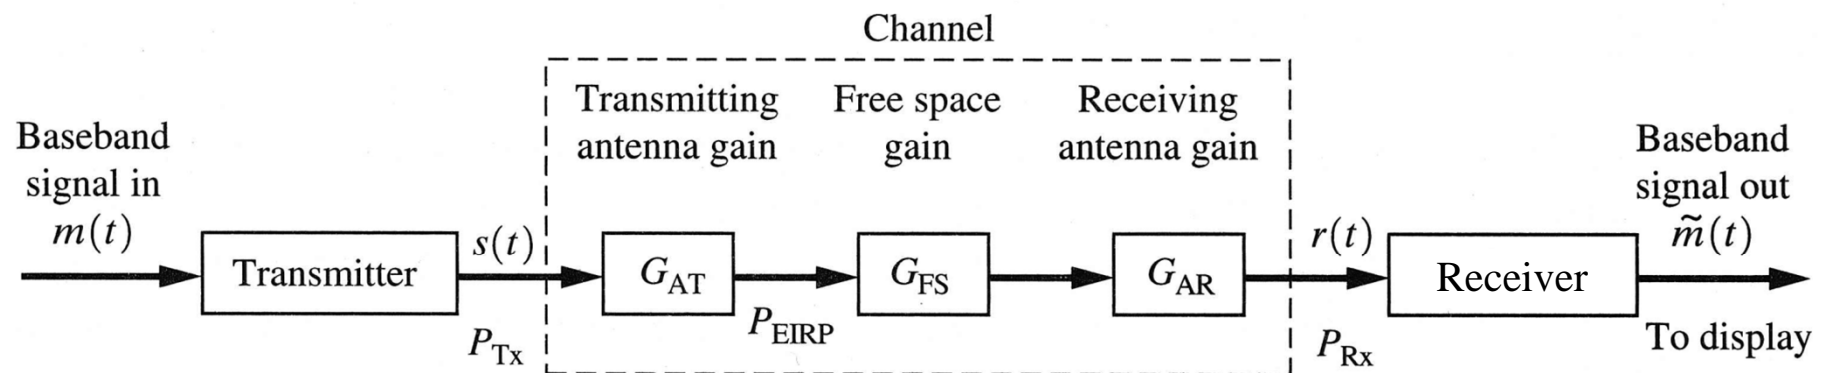 Channel
Transmitting
antenna gain
Free space
gain
Receiving
antenna gain
Baseband
signal in
m(t)
Transmitter
s(t)
P_Tx
G_AT
P_EIRP
G_FS
G_AR
r(t)
P_Rx
Receiver
Baseband
signal out
m̃(t)
To display